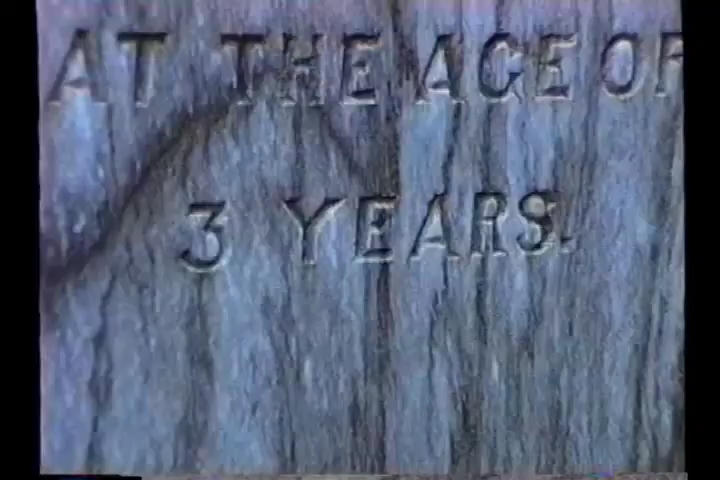 AT THE AGE OF
3 YEARS.